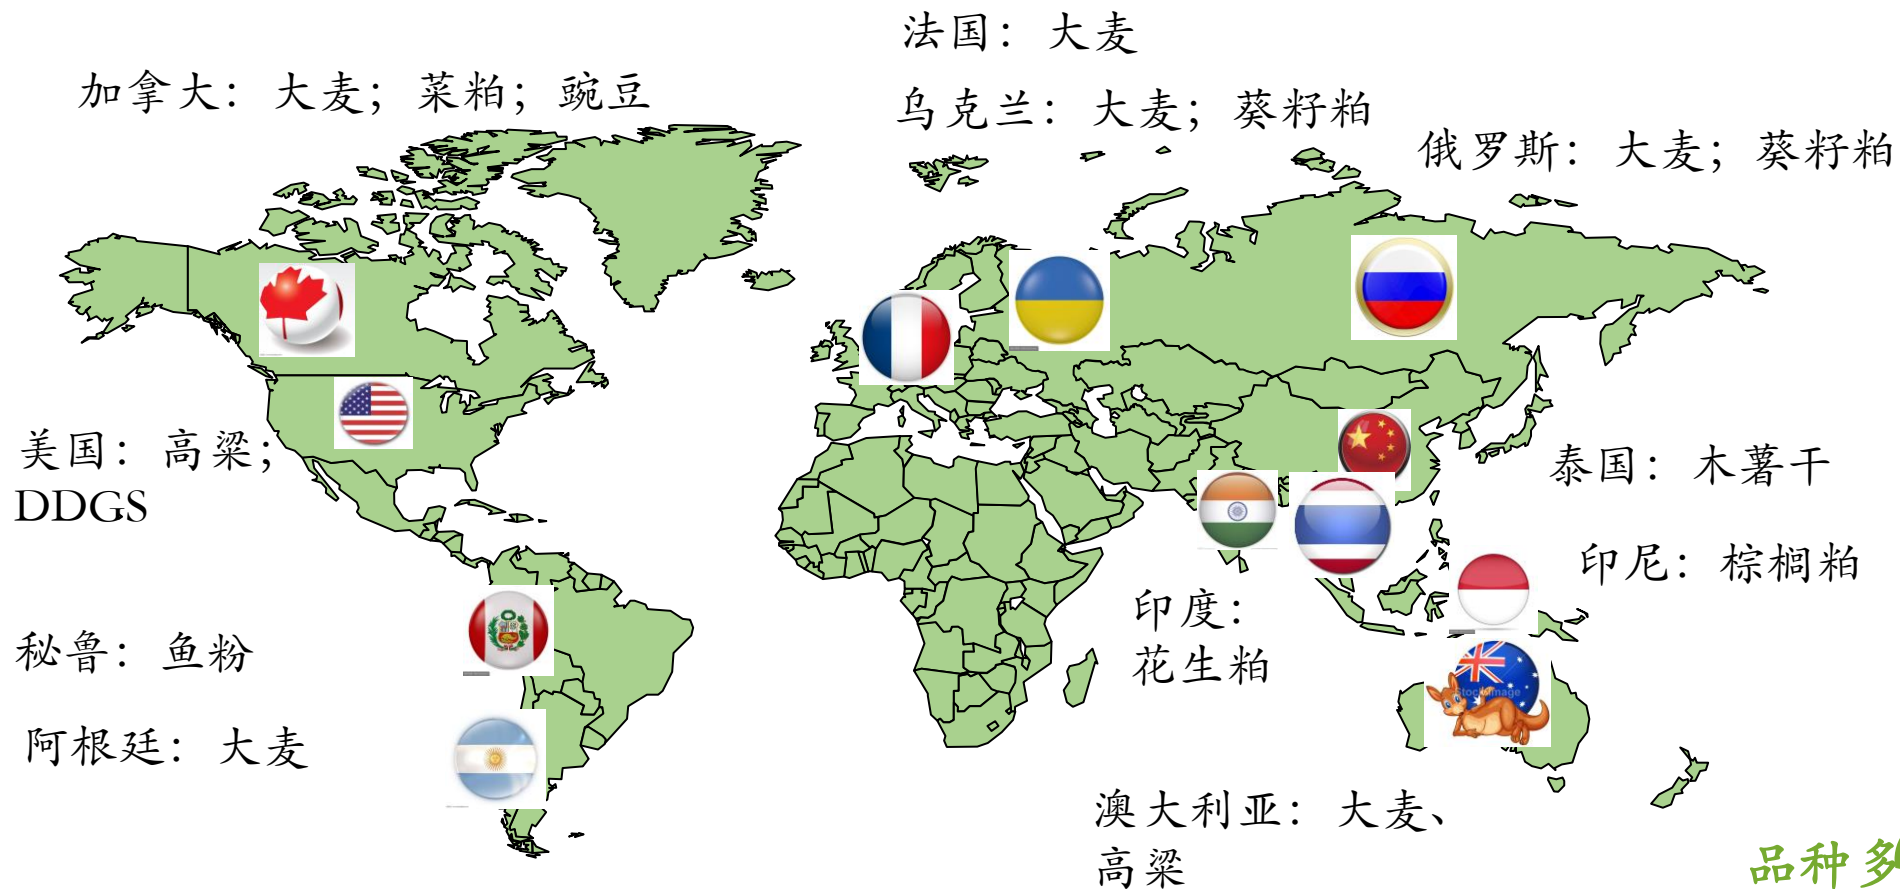 法国：大麦
加拿大：大麦；菜粕；豌豆
乌克兰：大麦；葵籽粕
俄罗斯：大麦；葵籽粕
美国：高粱；
DDGS
泰国：木薯干
印尼：棕榈粕
印度：
花生粕
秘鲁：鱼粉
阿根廷：大麦
澳大利亚：大麦、
高粱
品种多